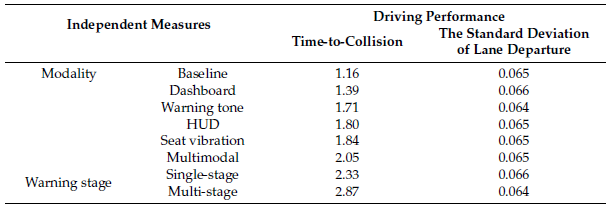 Independent Measures Driving Performance
Time-to-Collision The Standard Deviation
of Lane Departure
Modality Baseline 1.16 0.065
Dashboard 1.39 0.066
Warning tone 1.71 0.064
HUD 1.80 0.065
Seat vibration 1.84 0.065
Multimodal 2.05 0.065
Warning stage Single-stage 2.33 0.066
Multi-stage 2.87 0.064